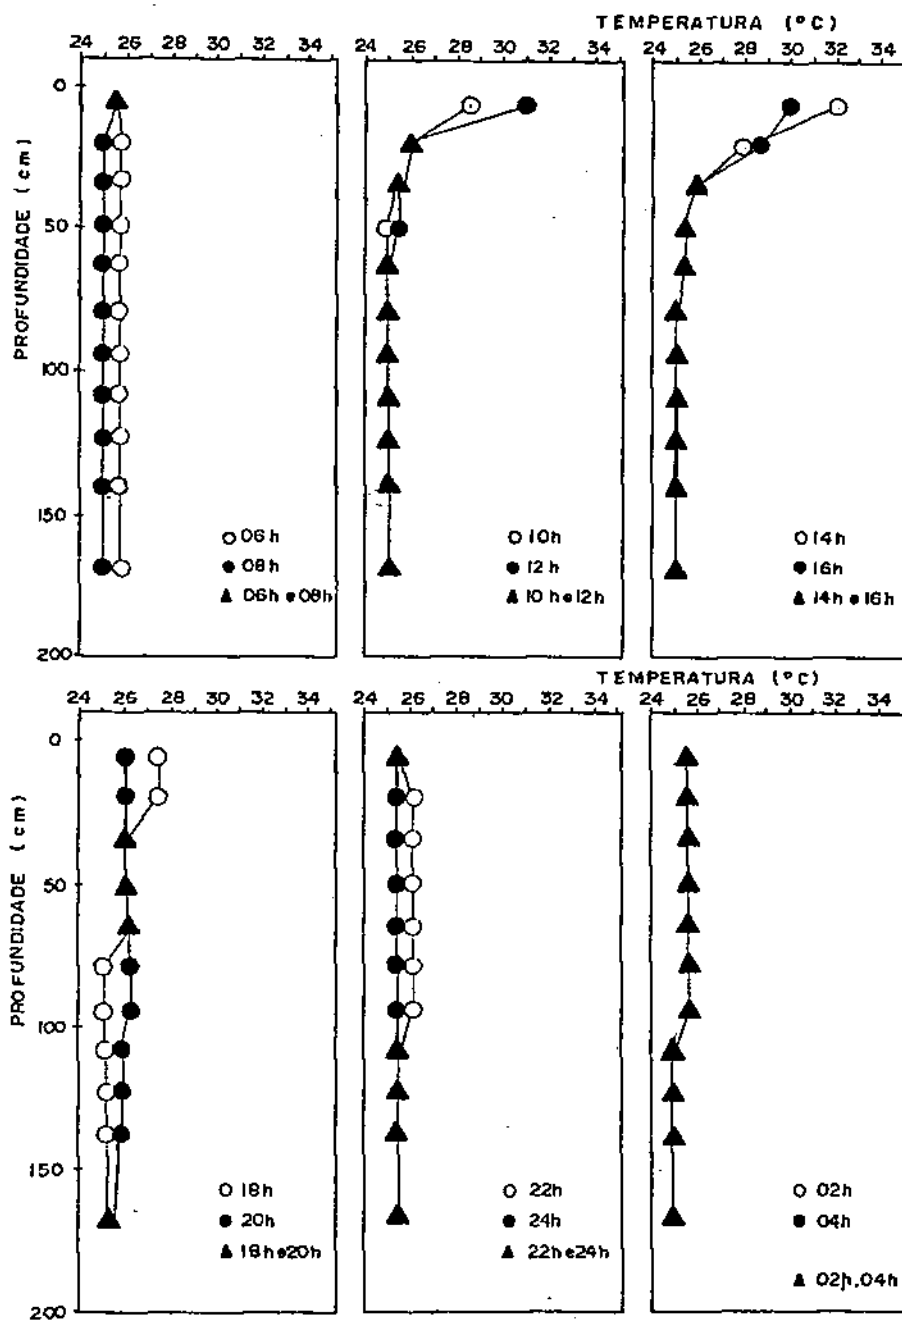 TEMPERATURA (°C)
24 26 28 30 32 34
24 26 28 30 32 34
24 26 28 30 32 34
PROFUNDIDADE (cm)
0
50
100
150
200
○ 06h
● 08h
▲ 06h e 08h
○ 10h
● 12h
▲ 10h e 12h
○ 14h
● 16h
▲ 14h e 16h
TEMPERATURA (°C)
24 26 28 30 32 34
24 26 28 30 32 34
24 26 28 30 32 34
PROFUNDIDADE (cm)
0
50
100
150
200
○ 18h
● 20h
▲ 18h e 20h
○ 22h
● 24h
▲ 22h e 24h
○ 02h
● 04h
▲ 02h, 04h